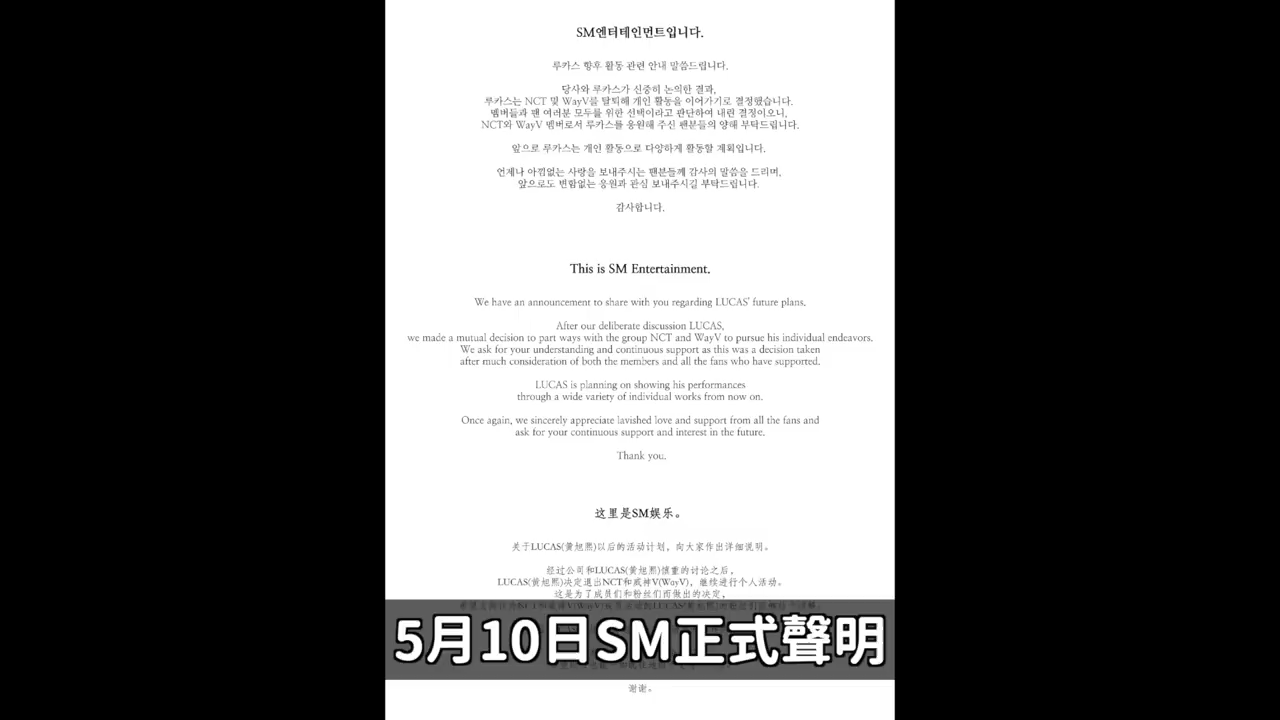 SM엔터테인먼트입니다.
루카스 향후 활동 관련 안내 말씀드립니다.
당사와 루카스가 신중히 논의한 결과,
루카스는 NCT 및 WayV를 탈퇴해 개인 활동을 이어가기로 결정했습니다.
멤버들과 팬 여러분 모두를 위한 선택이라고 판단하여 내린 결정이오니,
NCT와 WayV 멤버로서 루카스를 응원해 주신 팬분들의 양해 부탁드립니다.
앞으로 루카스는 개인 활동으로 다양하게 활동할 계획입니다.
언제나 아낌없는 사랑을 보내주시는 팬분들께 감사의 말씀을 드리며,
앞으로도 변함없는 응원과 관심 보내주시길 부탁드립니다.
감사합니다.
This is SM Entertainment.
We have an announcement to share with you regarding LUCAS' future plans.
After our deliberate discussion LUCAS,
we made a mutual decision to part ways with the group NCT and WayV to pursue his individual endeavors.
We ask for your understanding and continuous support as this was a decision taken
after much consideration of both the members and all the fans who have supported.
LUCAS is planning on showing his performances
through a wide variety of individual works from now on.
Once again, we sincerely appreciate lavished love and support from all the fans and
ask for your continuous support and interest in the future.
Thank you.
这里是SM娱乐。
关于LUCAS(黄旭熙)以后的活动计划，向大家作出详细说明。
经过公司和LUCAS(黄旭熙)慎重的讨论之后，
LUCAS(黄旭熙)决定退出NCT和威神V(WayV)，继续进行个人活动。
这是为了成员们和粉丝们而做出的决定，
5月10日SM正式聲明
谢谢。